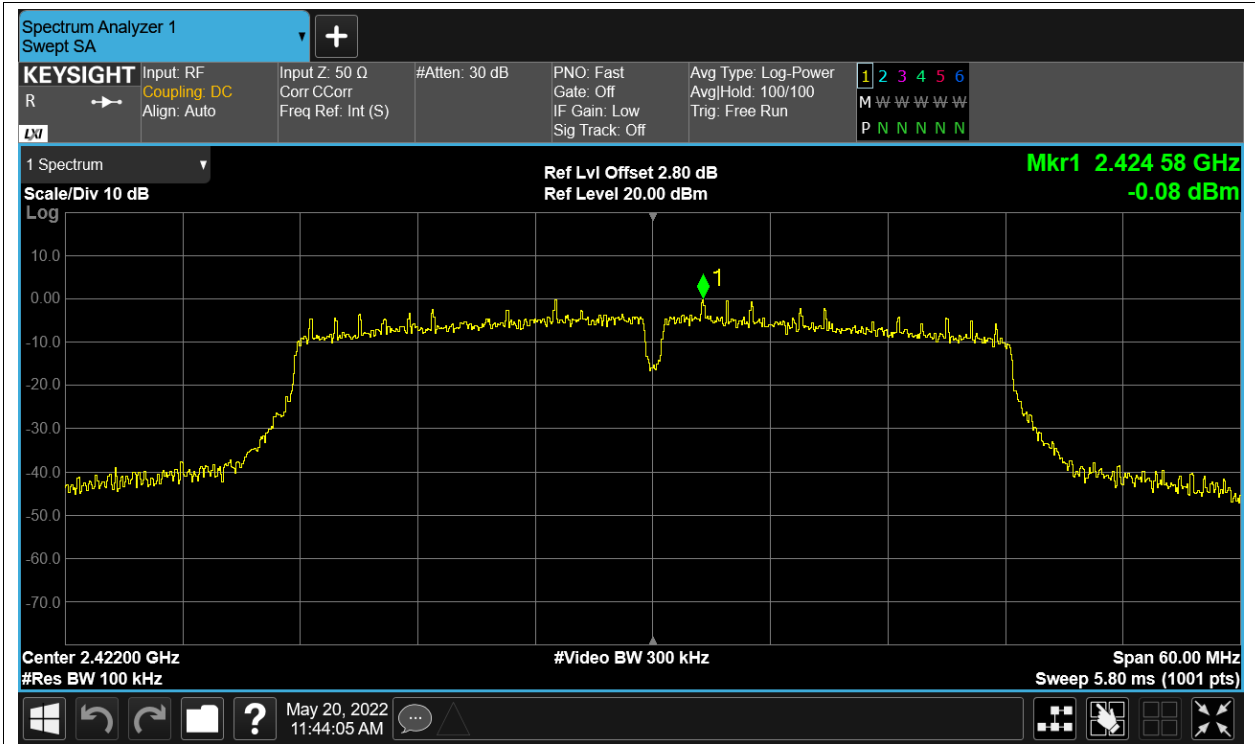 Spectrum Analyzer 1
Swept SA
+
KEYSIGHT
R
LXI
Input: RF
Coupling: DC
Align: Auto
Input Z: 50 Ω
Corr CCorr
Freq Ref: Int (S)
#Atten: 30 dB
PNO: Fast
Gate: Off
IF Gain: Low
Sig Track: Off
Avg Type: Log-Power
Avg|Hold: 100/100
Trig: Free Run
1 2 3 4 5 6
M W W W W W
P N N N N N
1 Spectrum
Scale/Div 10 dB
Log
Ref Lvl Offset 2.80 dB
Ref Level 20.00 dBm
Mkr1 2.424 58 GHz
-0.08 dBm
1
10.0
0.00
-10.0
-20.0
-30.0
-40.0
-50.0
-60.0
-70.0
Center 2.42200 GHz
#Res BW 100 kHz
#Video BW 300 kHz
Span 60.00 MHz
Sweep 5.80 ms (1001 pts)
?
May 20, 2022
11:44:05 AM